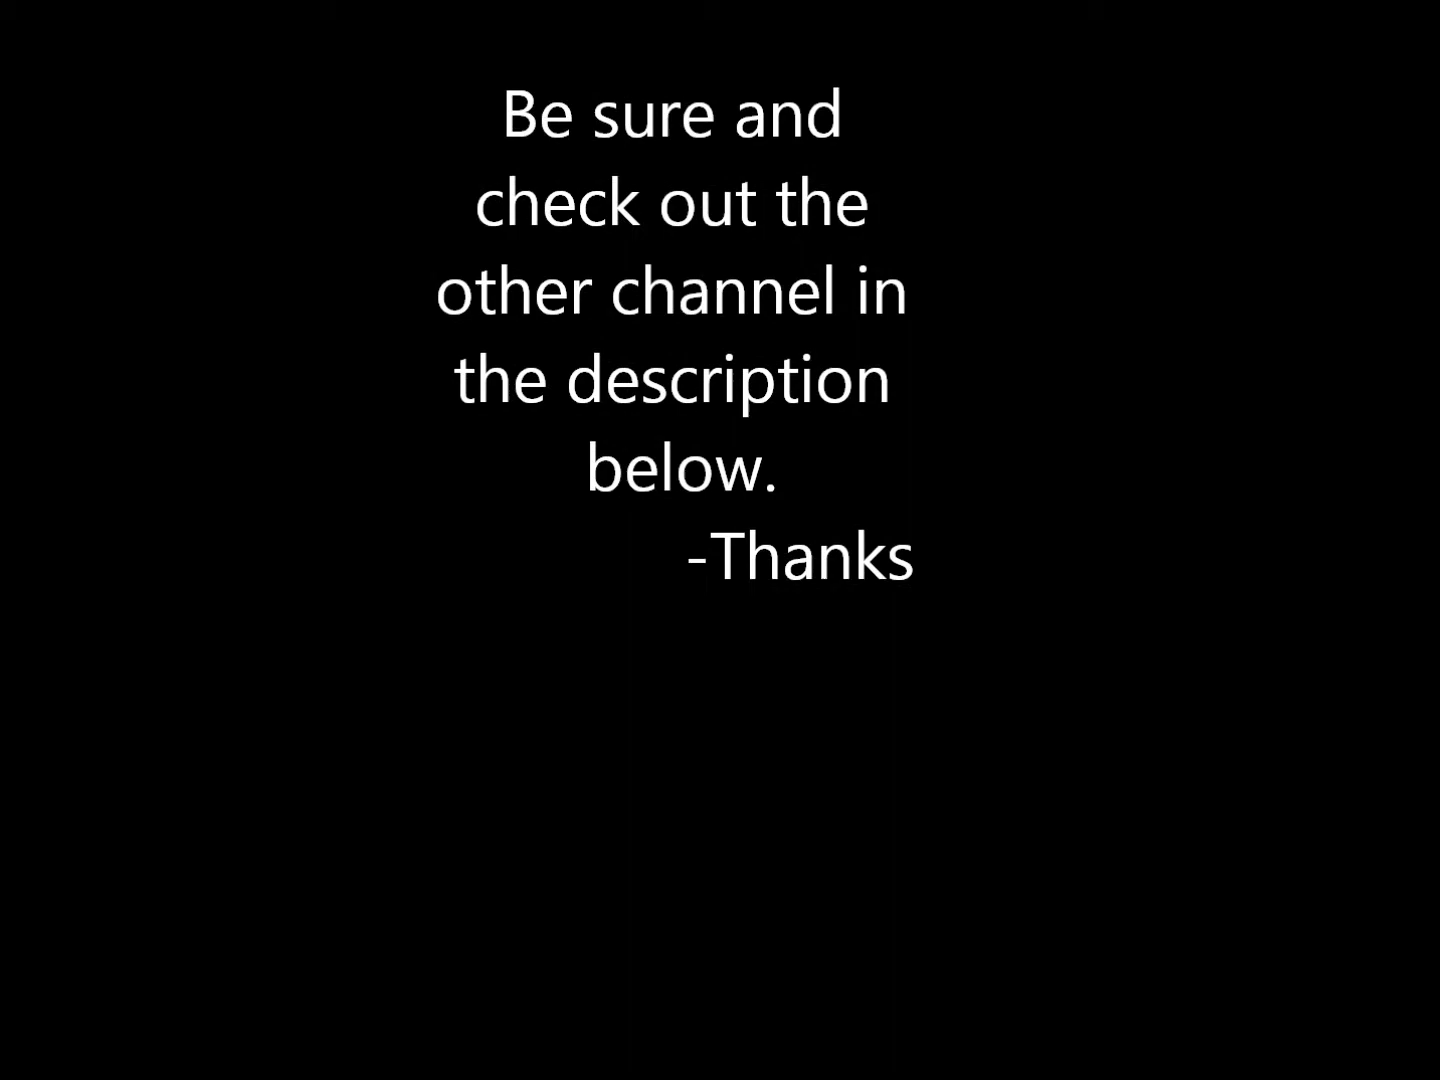 Be sure and
check out the
other channel in
the description
below.
-Thanks